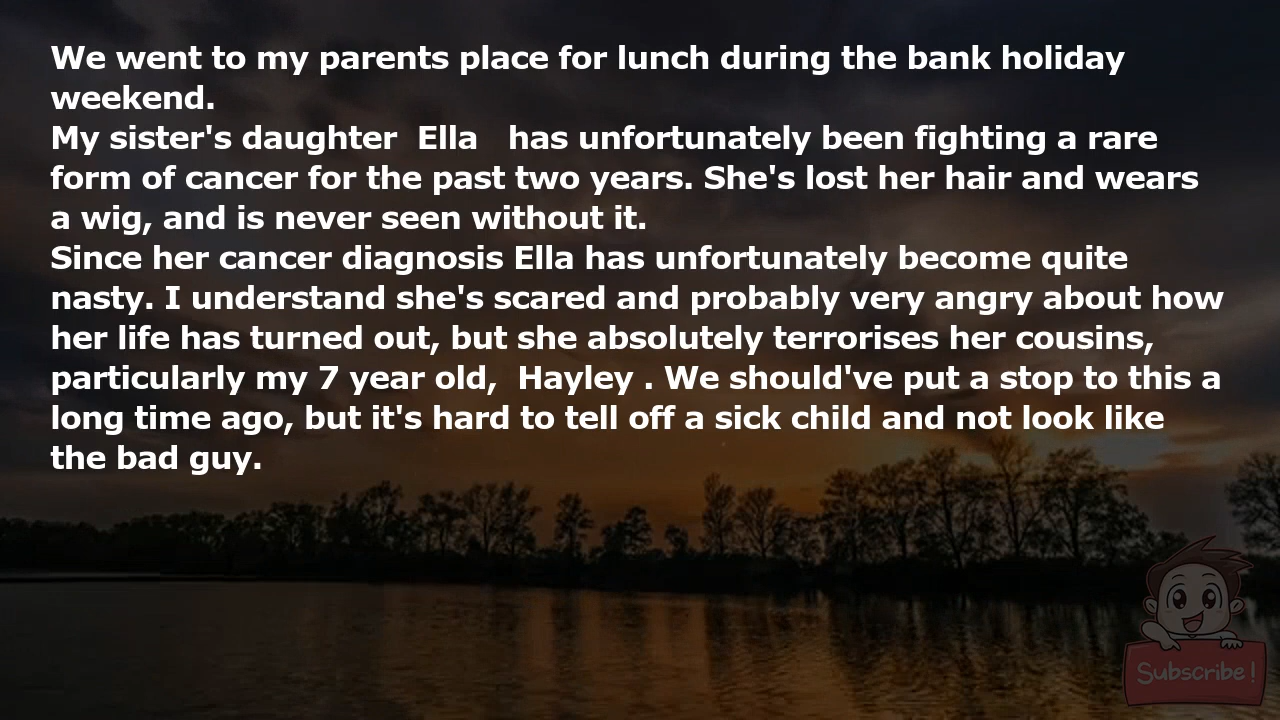 We went to my parents place for lunch during the bank holiday
weekend.
My sister's daughter  Ella   has unfortunately been fighting a rare
form of cancer for the past two years. She's lost her hair and wears
a wig, and is never seen without it.
Since her cancer diagnosis Ella has unfortunately become quite
nasty. I understand she's scared and probably very angry about how
her life has turned out, but she absolutely terrorises her cousins,
particularly my 7 year old,  Hayley . We should've put a stop to this a
long time ago, but it's hard to tell off a sick child and not look like
the bad guy.
Subscribe!